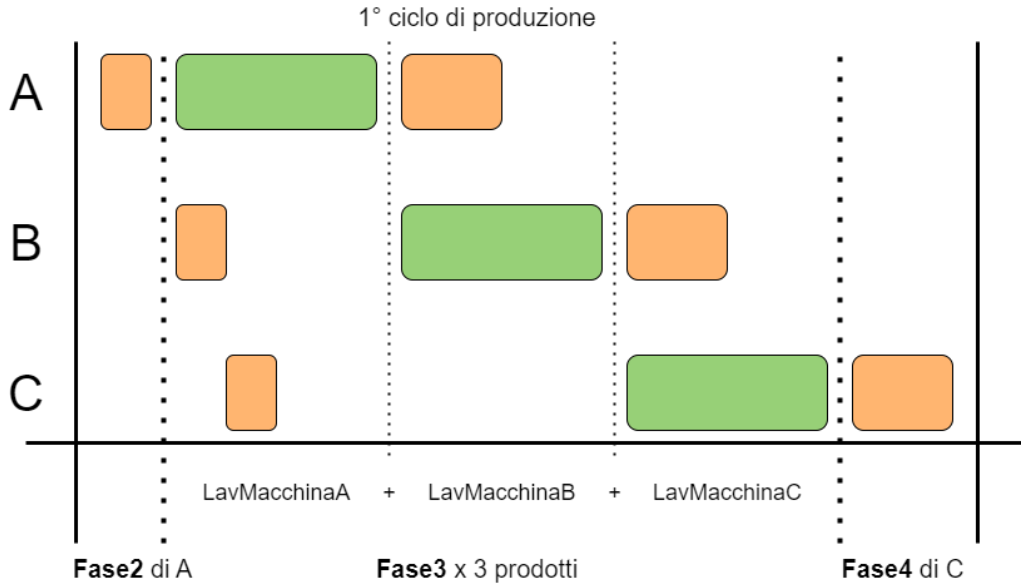 1° ciclo di produzione
A
B
C
LavMacchinaA + LavMacchinaB + LavMacchinaC
Fase2 di A Fase3 x 3 prodotti Fase4 di C